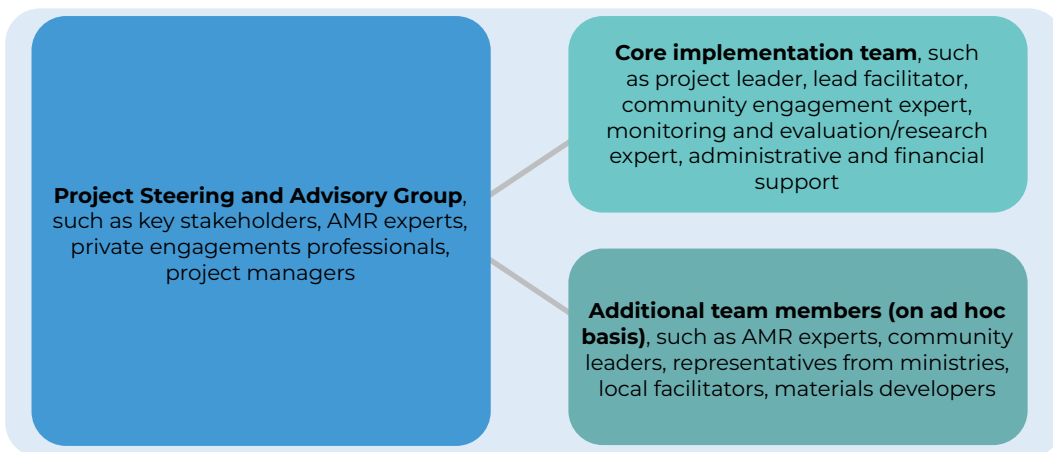 Project Steering and Advisory Group,
such as key stakeholders, AMR experts,
private engagements professionals,
project managers
Core implementation team, such
as project leader, lead facilitator,
community engagement expert,
monitoring and evaluation/research
expert, administrative and financial
support
Additional team members (on ad hoc
basis), such as AMR experts, community
leaders, representatives from ministries,
local facilitators, materials developers